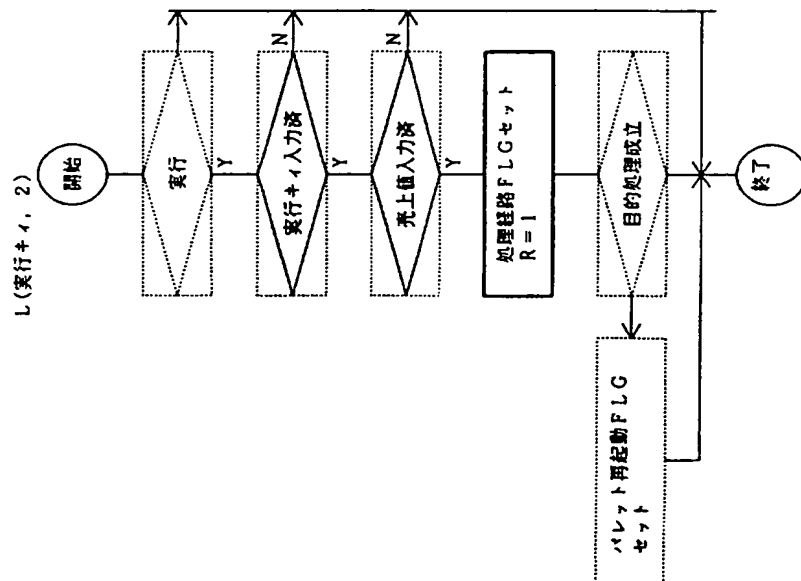 L(実行キィ, 2)
開始
実行
Y
実行キィ入力済
N
Y
売上値入力済
N
Y
処理経路FLGセット
R=1
目的処理成立
パレット再起動FLG
セット
終了